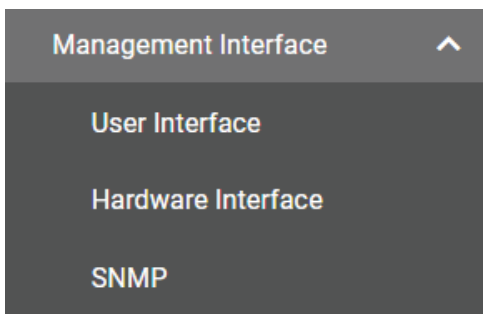 Management Interface
User Interface
Hardware Interface
SNMP